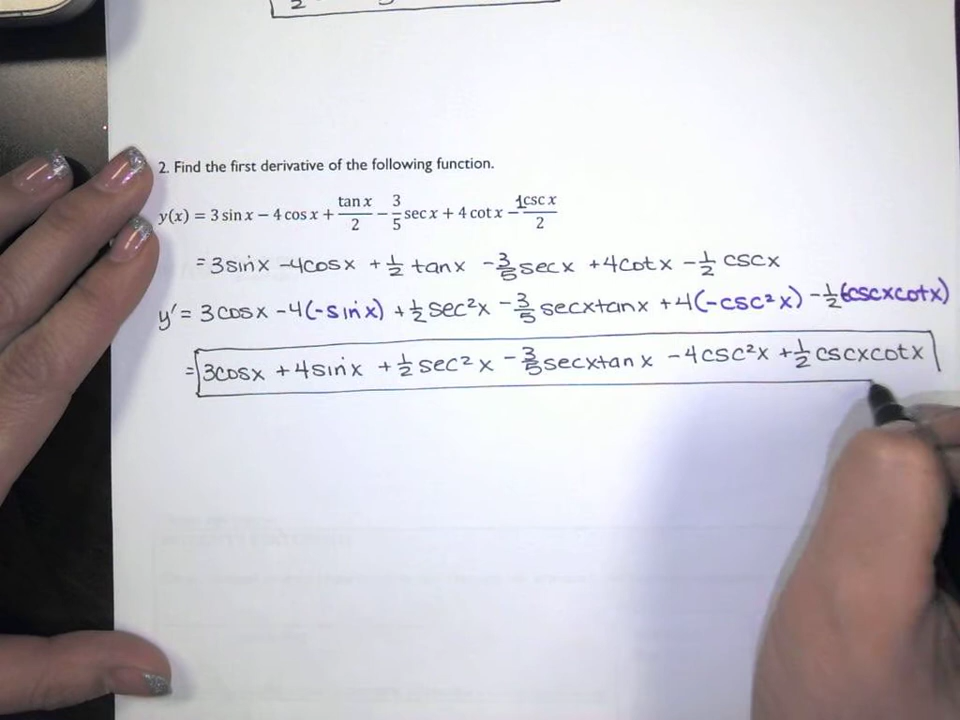 2. Find the first derivative of the following function.
y(x) = 3 sin x − 4 cos x + tan x/2 − 3/5 sec x + 4 cot x − 1csc x/2
= 3sinx −4cosx + 1/2 tanx − 3/5 secx +4cotx − 1/2 cscx
y' = 3cosx −4(−sinx) + 1/2 sec²x − 3/5 secxtanx +4(−csc²x) − 1/2(cscxcotx)
= 3cosx +4sinx + 1/2 sec²x − 3/5 secxtanx −4csc²x + 1/2 cscxcotx